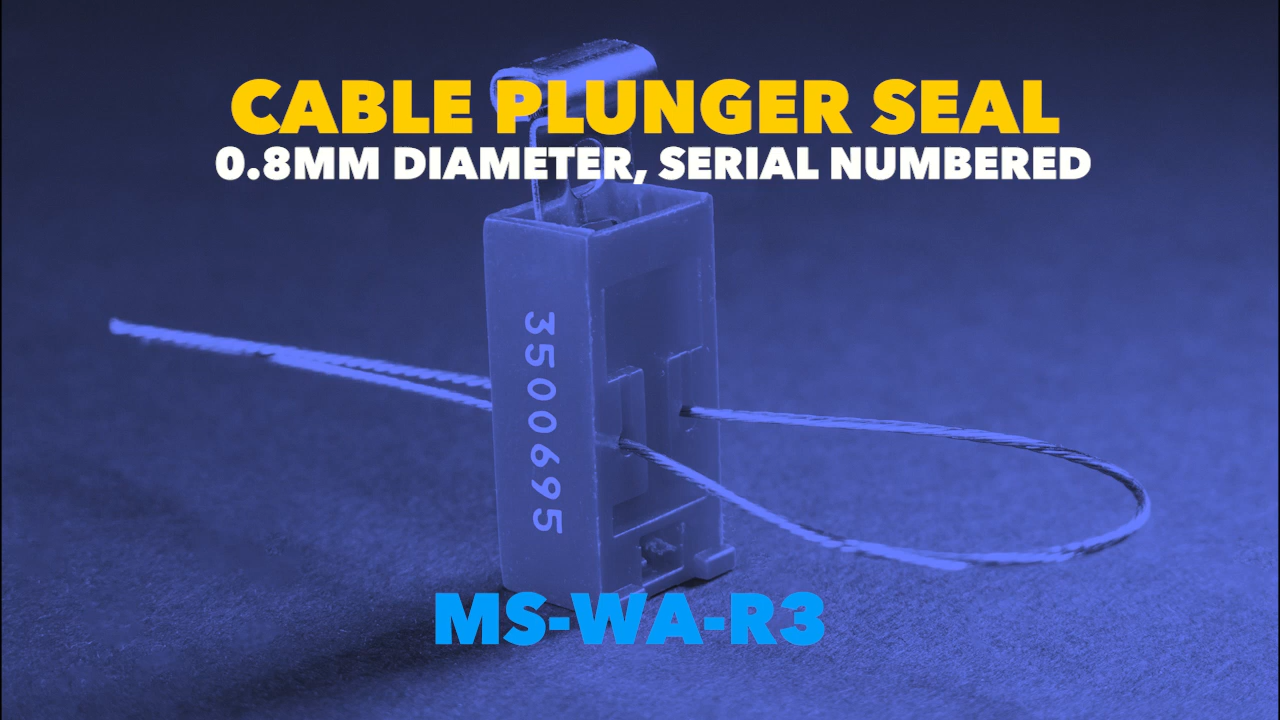 CABLE PLUNGER SEAL
0.8MM DIAMETER, SERIAL NUMBERED
3500695
MS-WA-R3